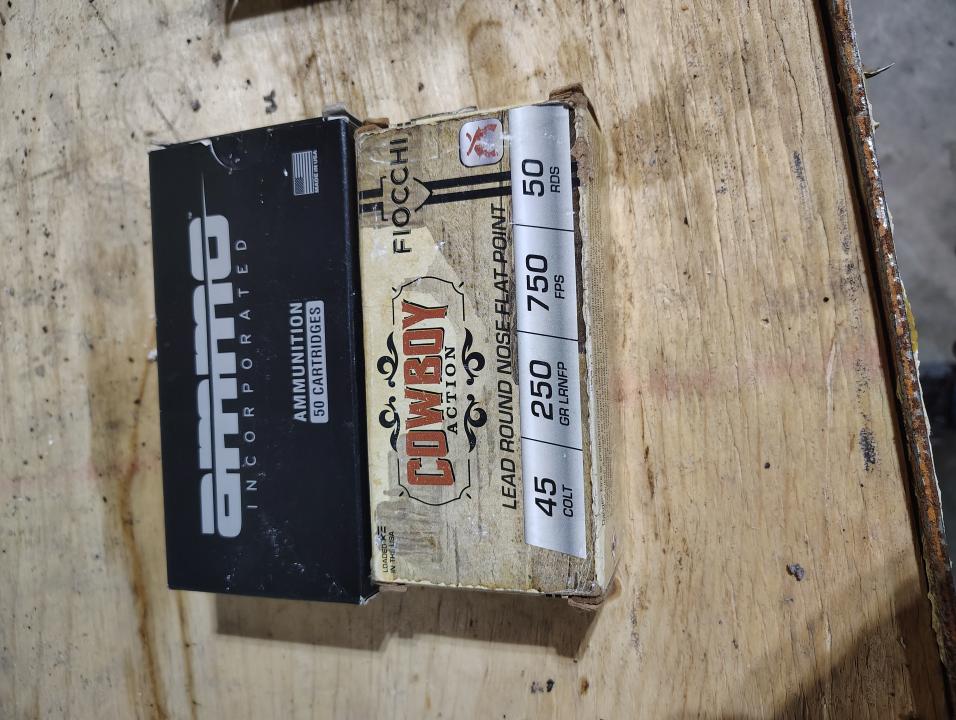 ammo
INCORPORATED
AMMUNITION
50 CARTRIDGES
MADE IN USA
FIOCCHI
COWBOY
ACTION
LOADED
IN THE USA
LEAD ROUND NOSE FLAT POINT
45
COLT
250
GR LRNFP
750
FPS
50
RDS